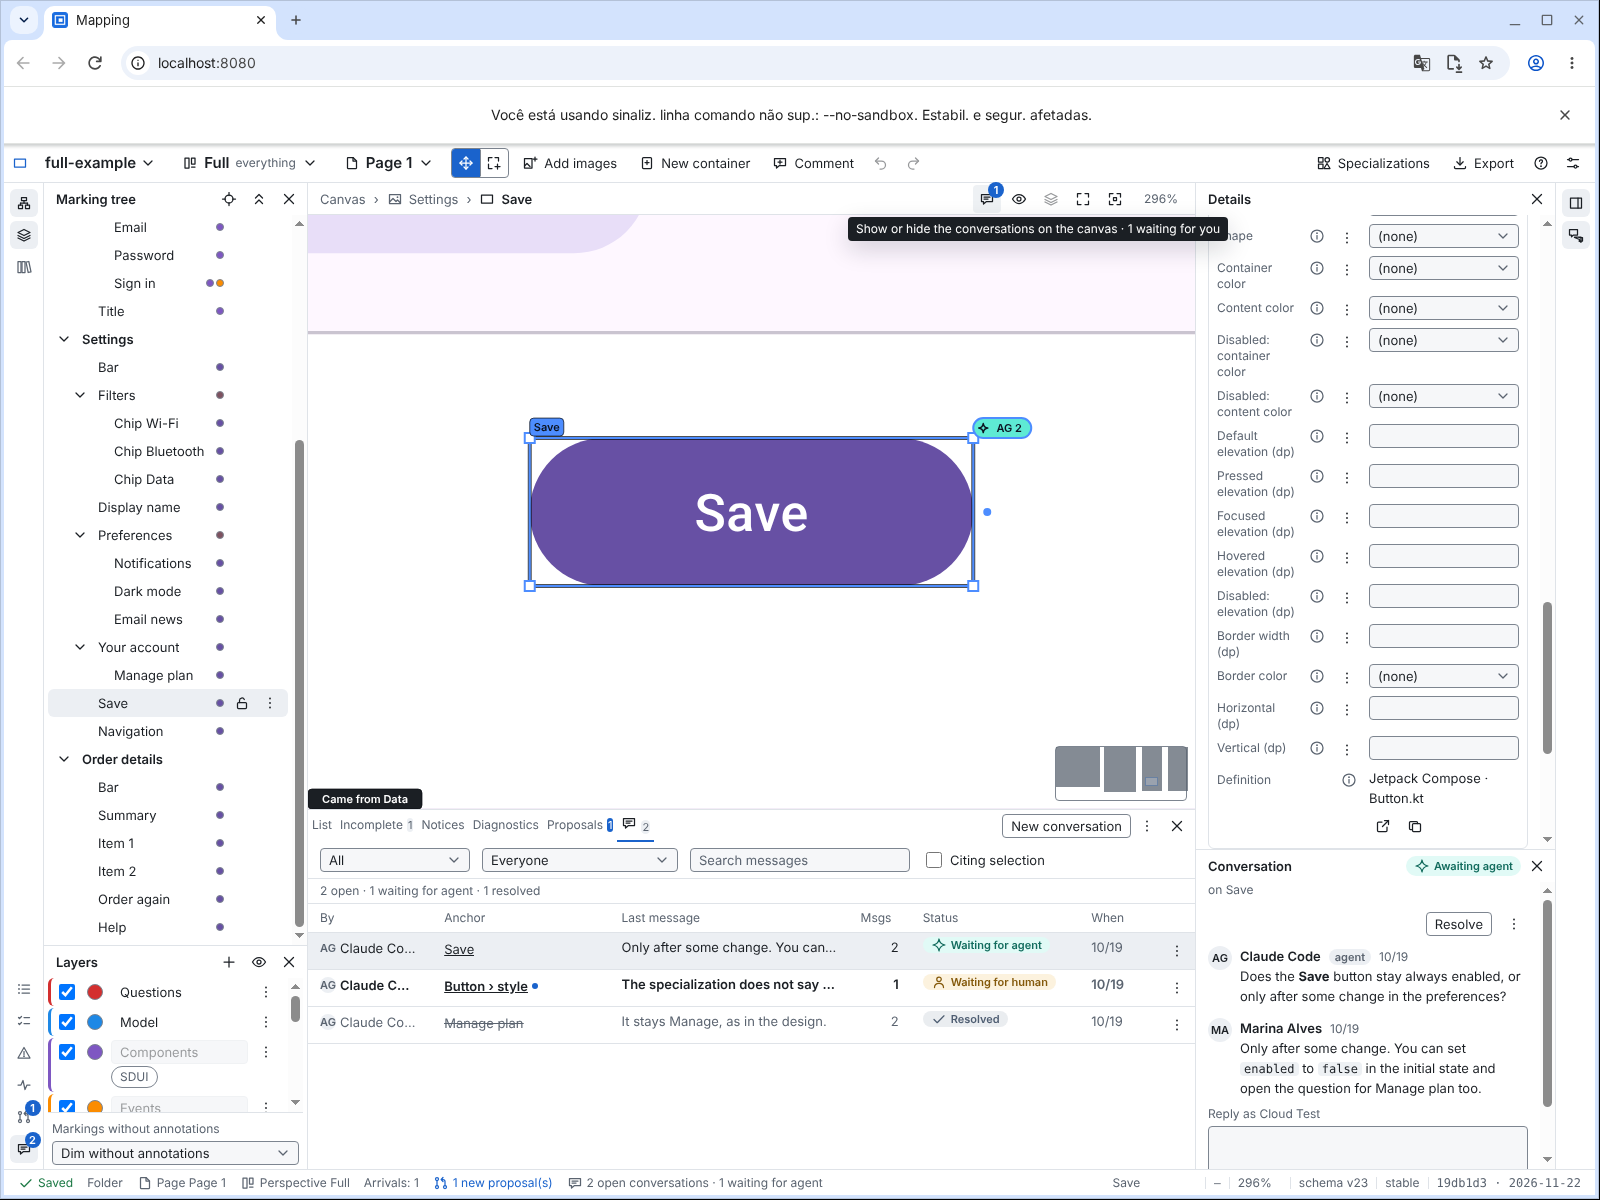 Mapping
localhost:8080
Você está usando sinaliz. linha comando não sup.: --no-sandbox. Estabil. e segur. afetadas.
full-example
Full everything
Page 1
Add images
New container
Comment
Specializations
Export
Marking tree
Canvas › Settings › Save
1
296%
Details
Show or hide the conversations on the canvas · 1 waiting for you
Email
Password
Sign in
Title
Settings
Bar
Filters
Chip Wi-Fi
Chip Bluetooth
Chip Data
Display name
Preferences
Notifications
Dark mode
Email news
Your account
Manage plan
Save
Navigation
Order details
Bar
Summary
Item 1
Item 2
Order again
Help
Layers
Questions
Model
Components
SDUI
Events
Markings without annotations
Dim without annotations
1
2
Save
AG 2
Save
Came from Data
List
Incomplete 1
Notices
Diagnostics
Proposals 1
2
New conversation
All
Everyone
Search messages
Citing selection
2 open · 1 waiting for agent · 1 resolved
By Anchor Last message Msgs Status When
AG Claude Co... Save Only after some change. You can... 2 Waiting for agent 10/19
AG Claude C... Button › style The specialization does not say ... 1 Waiting for human 10/19
AG Claude Co... Manage plan It stays Manage, as in the design. 2 Resolved 10/19
hape (none)
Container color (none)
Content color (none)
Disabled: container color (none)
Disabled: content color (none)
Default elevation (dp)
Pressed elevation (dp)
Focused elevation (dp)
Hovered elevation (dp)
Disabled: elevation (dp)
Border width (dp)
Border color (none)
Horizontal (dp)
Vertical (dp)
Definition
Jetpack Compose ·
Button.kt
Conversation
Awaiting agent
on Save
Resolve
AG Claude Code agent 10/19
Does the Save button stay always enabled, or
only after some change in the preferences?
MA Marina Alves 10/19
Only after some change. You can set
enabled to false in the initial state and
open the question for Manage plan too.
Reply as Cloud Test
Saved
Folder
Page Page 1
Perspective Full
Arrivals: 1
1 new proposal(s)
2 open conversations · 1 waiting for agent
Save
–
296%
schema v23
stable
19db1d3 · 2026-11-22